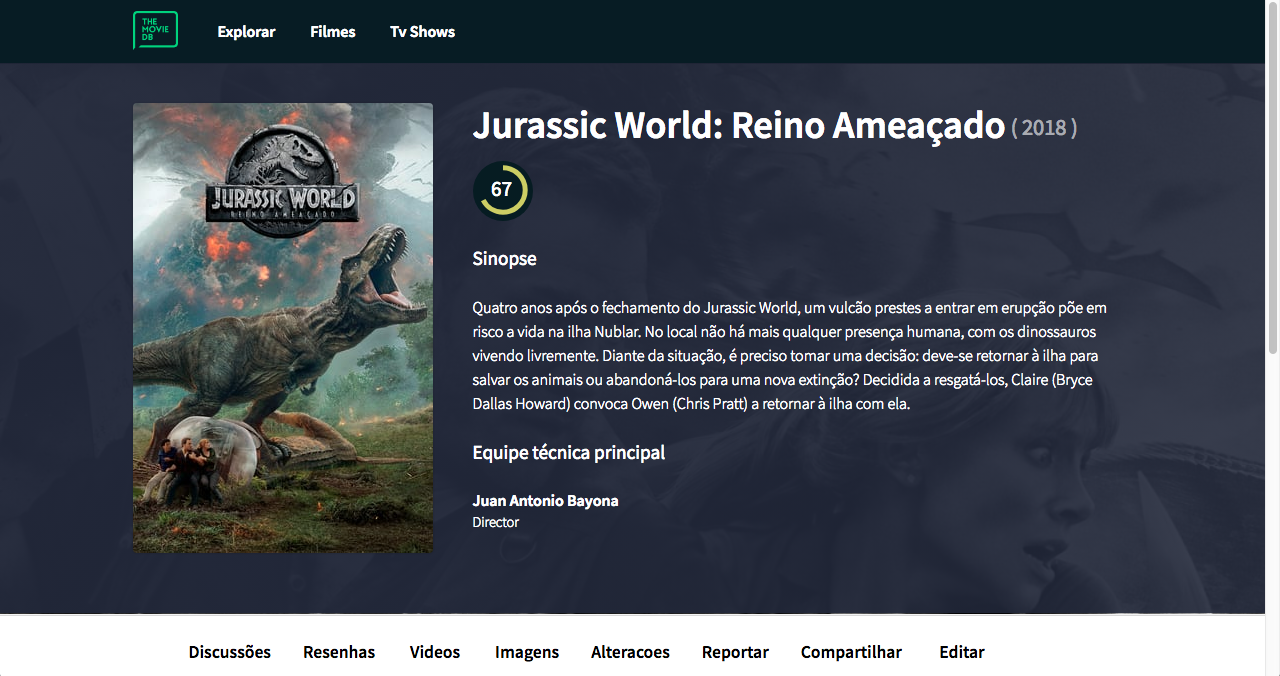 THE
MOVIE
DB
Explorar Filmes Tv Shows
JURASSIC WORLD
REINO AMEAÇADO
Jurassic World: Reino Ameaçado ( 2018 )
67
Sinopse
Quatro anos após o fechamento do Jurassic World, um vulcão prestes a entrar em erupção põe em
risco a vida na ilha Nublar. No local não há mais qualquer presença humana, com os dinossauros
vivendo livremente. Diante da situação, é preciso tomar uma decisão: deve-se retornar à ilha para
salvar os animais ou abandoná-los para uma nova extinção? Decidida a resgatá-los, Claire (Bryce
Dallas Howard) convoca Owen (Chris Pratt) a retornar à ilha com ela.
Equipe técnica principal
Juan Antonio Bayona
Director
Discussões Resenhas Videos Imagens Alteracoes Reportar Compartilhar Editar